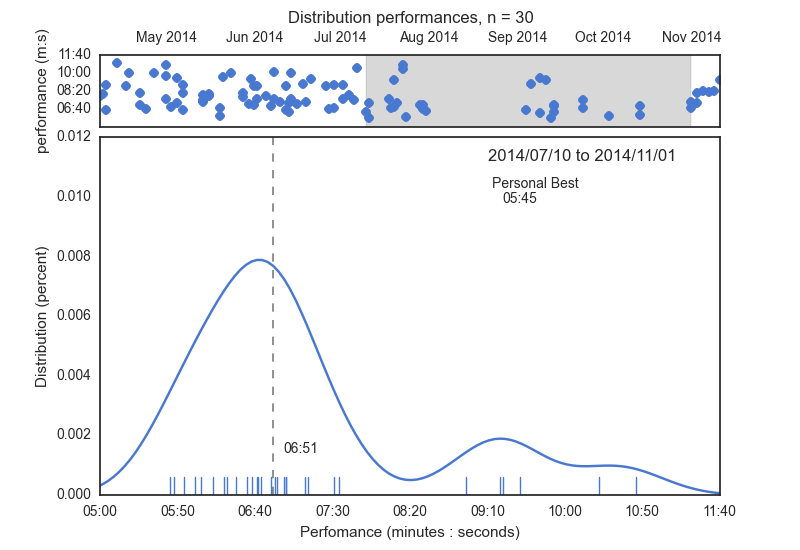 Distribution performances, n = 30
May 2014 Jun 2014 Jul 2014 Aug 2014 Sep 2014 Oct 2014 Nov 2014
performance (m:s)
11:40
10:00
08:20
06:40
Distribution (percent)
0.012
0.010
0.008
0.006
0.004
0.002
0.000
2014/07/10 to 2014/11/01
Personal Best
05:45
06:51
05:00 05:50 06:40 07:30 08:20 09:10 10:00 10:50 11:40
Perfomance (minutes : seconds)